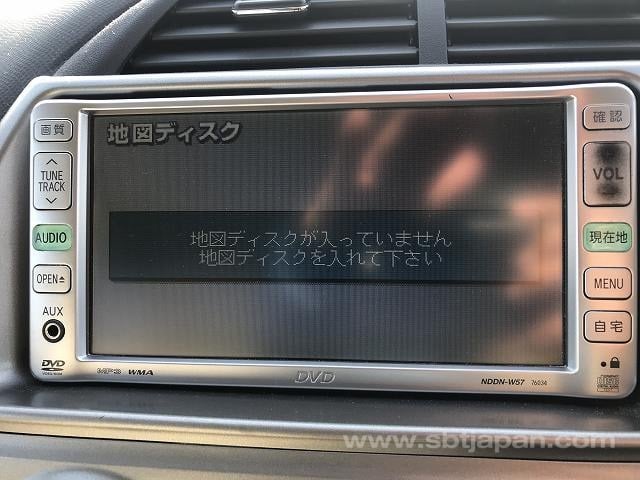 画質
地図ディスク
確認
TUNE
TRACK
VOL
AUDIO
地図ディスクが入っていません
地図ディスクを入れて下さい
現在地
OPEN
MENU
AUX
自宅
DVD
MP3 WMA
DVD
NDDN-W57 76034
www.sbtjapan.com